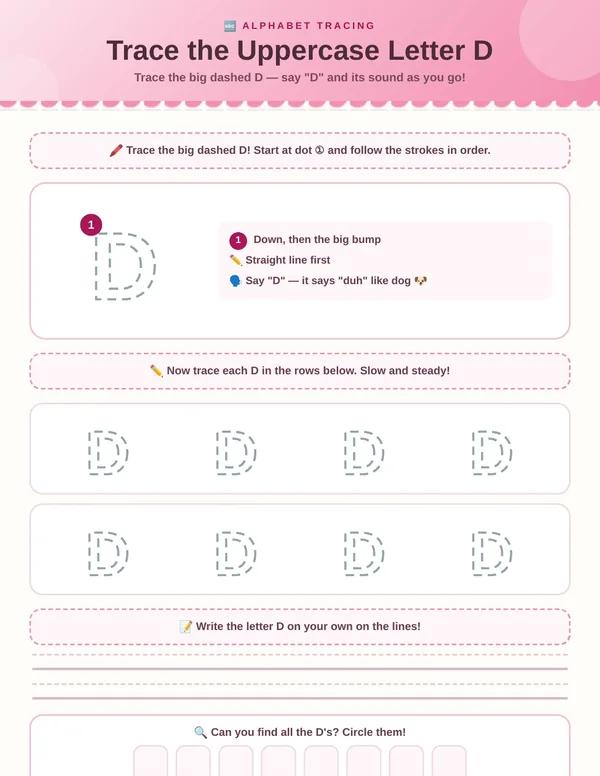 🔤 ALPHABET TRACING
Trace the Uppercase Letter D
Trace the big dashed D — say "D" and its sound as you go!
🖍️ Trace the big dashed D! Start at dot ① and follow the strokes in order.
1
D
1 Down, then the big bump
✏️ Straight line first
🗣️ Say "D" — it says "duh" like dog 🐶
✏️ Now trace each D in the rows below. Slow and steady!
D D D D
D D D D
📝 Write the letter D on your own on the lines!
🔍 Can you find all the D's? Circle them!